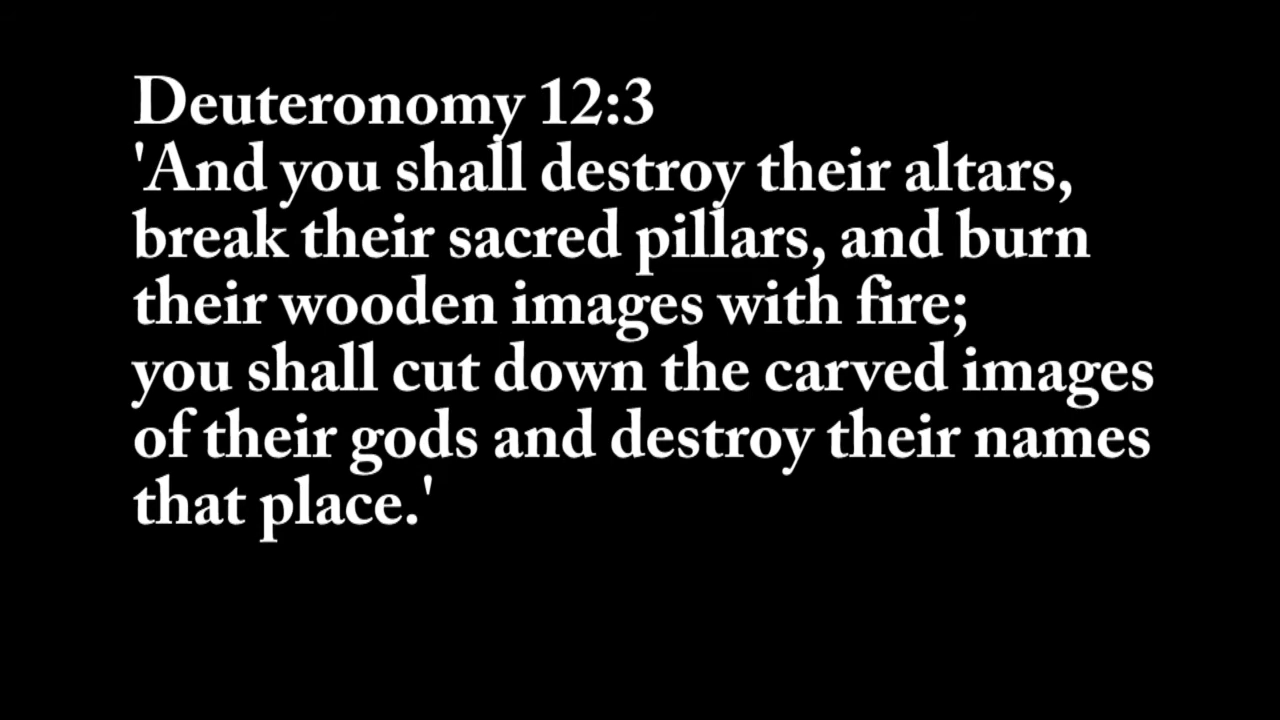 Deuteronomy 12:3
'And you shall destroy their altars,
break their sacred pillars, and burn
their wooden images with fire;
you shall cut down the carved images
of their gods and destroy their names
that place.'